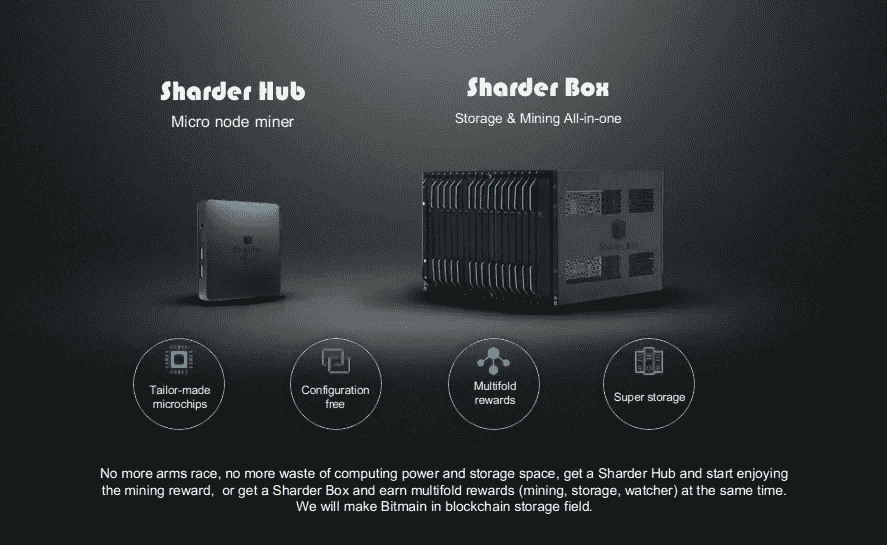 Sharder Hub
Micro node miner
Sharder Box
Storage & Mining All-in-one
Sharder
Sharder Box
Tailor-made
microchips
Configuration
free
Multifold
rewards
Super storage
No more arms race, no more waste of computing power and storage space, get a Sharder Hub and start enjoying
the mining reward, or get a Sharder Box and earn multifold rewards (mining, storage, watcher) at the same time.
We will make Bitmain in blockchain storage field.